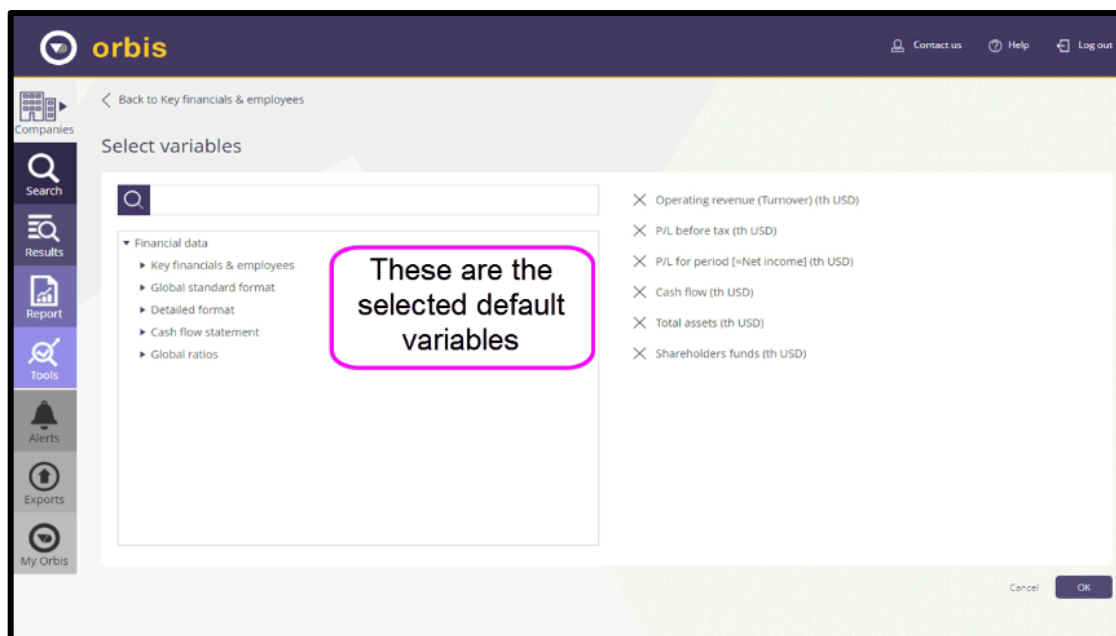 orbis
Contact us
Help
Log out
Companies
Search
Results
Report
Tools
Alerts
Exports
My Orbis
Back to Key financials & employees
Select variables
Financial data
Key financials & employees
Global standard format
Detailed format
Cash flow statement
Global ratios
These are the
selected default
variables
Operating revenue (Turnover) (th USD)
P/L before tax (th USD)
P/L for period [=Net income] (th USD)
Cash flow (th USD)
Total assets (th USD)
Shareholders funds (th USD)
Cancel
OK